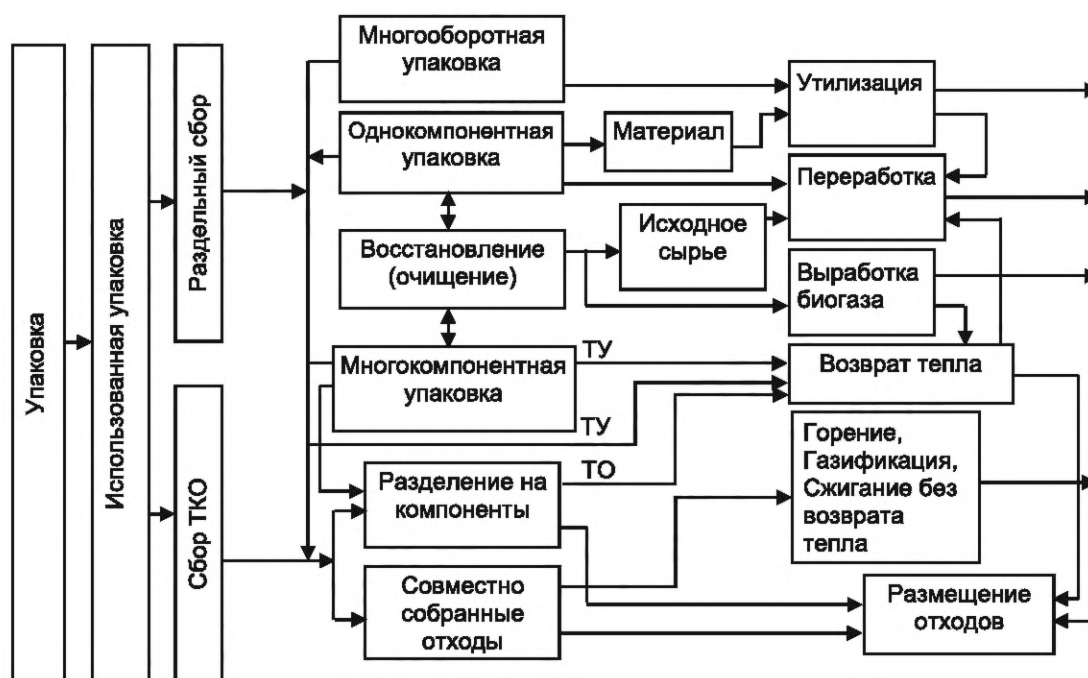 Упаковка
Использованная упаковка
Раздельный сбор
Сбор ТКО
Многооборотная
упаковка
Однокомпонентная
упаковка
Материал
Утилизация
Переработка
Восстановление
(очищение)
Исходное
сырье
Выработка
биогаза
Многокомпонентная
упаковка
ТУ
ТУ
ТО
Возврат тепла
Разделение на
компоненты
Горение,
Газификация,
Сжигание без
возврата
тепла
Совместно
собранные
отходы
Размещение
отходов